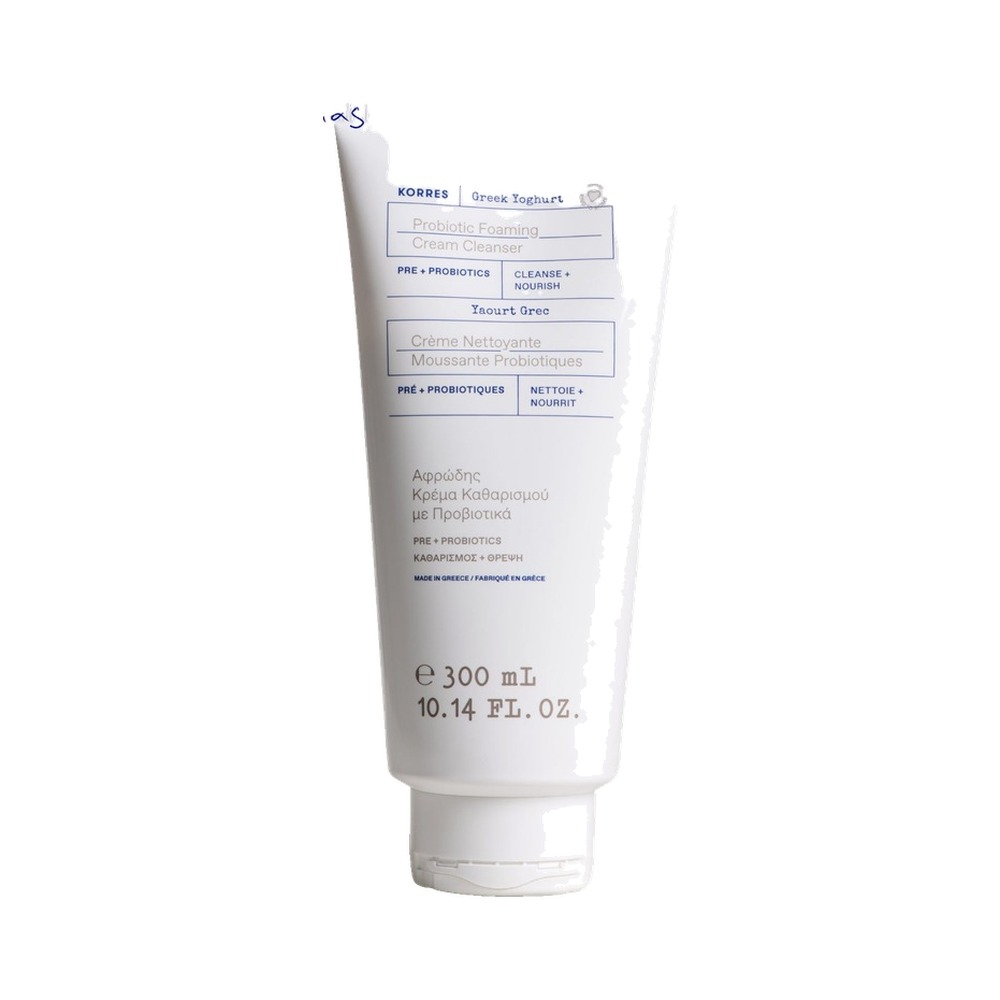 KORRES | Greek Yoghurt
Probiotic Foaming
Cream Cleanser
PRE + PROBIOTICS
CLEANSE +
NOURISH
Yaourt Grec
Crème Nettoyante
Moussante Probiotiques
PRÉ + PROBIOTIQUES
NETTOIE +
NOURRIT
Αφρώδης
Κρέμα Καθαρισμού
με Προβιοτικά
PRE + PROBIOTICS
ΚΑΘΑΡΙΣΜΟΣ + ΘΡΕΨΗ
MADE IN GREECE / FABRIQUÉ EN GRÈCE
℮ 300 mL
10.14 FL. OZ.